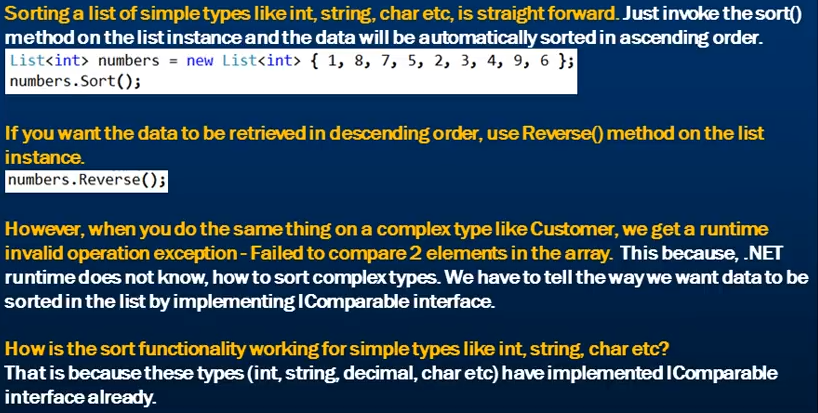 Sorting a list of simple types like int, string, char etc, is straight forward. Just invoke the sort()
method on the list instance and the data will be automatically sorted in ascending order.
List<int> numbers = new List<int> { 1, 8, 7, 5, 2, 3, 4, 9, 6 };
numbers.Sort();
If you want the data to be retrieved in descending order, use Reverse() method on the list
instance.
numbers.Reverse();
However, when you do the same thing on a complex type like Customer, we get a runtime
invalid operation exception - Failed to compare 2 elements in the array. This because, .NET
runtime does not know, how to sort complex types. We have to tell the way we want data to be
sorted in the list by implementing IComparable interface.
How is the sort functionality working for simple types like int, string, char etc?
That is because these types (int, string, decimal, char etc) have implemented IComparable
interface already.